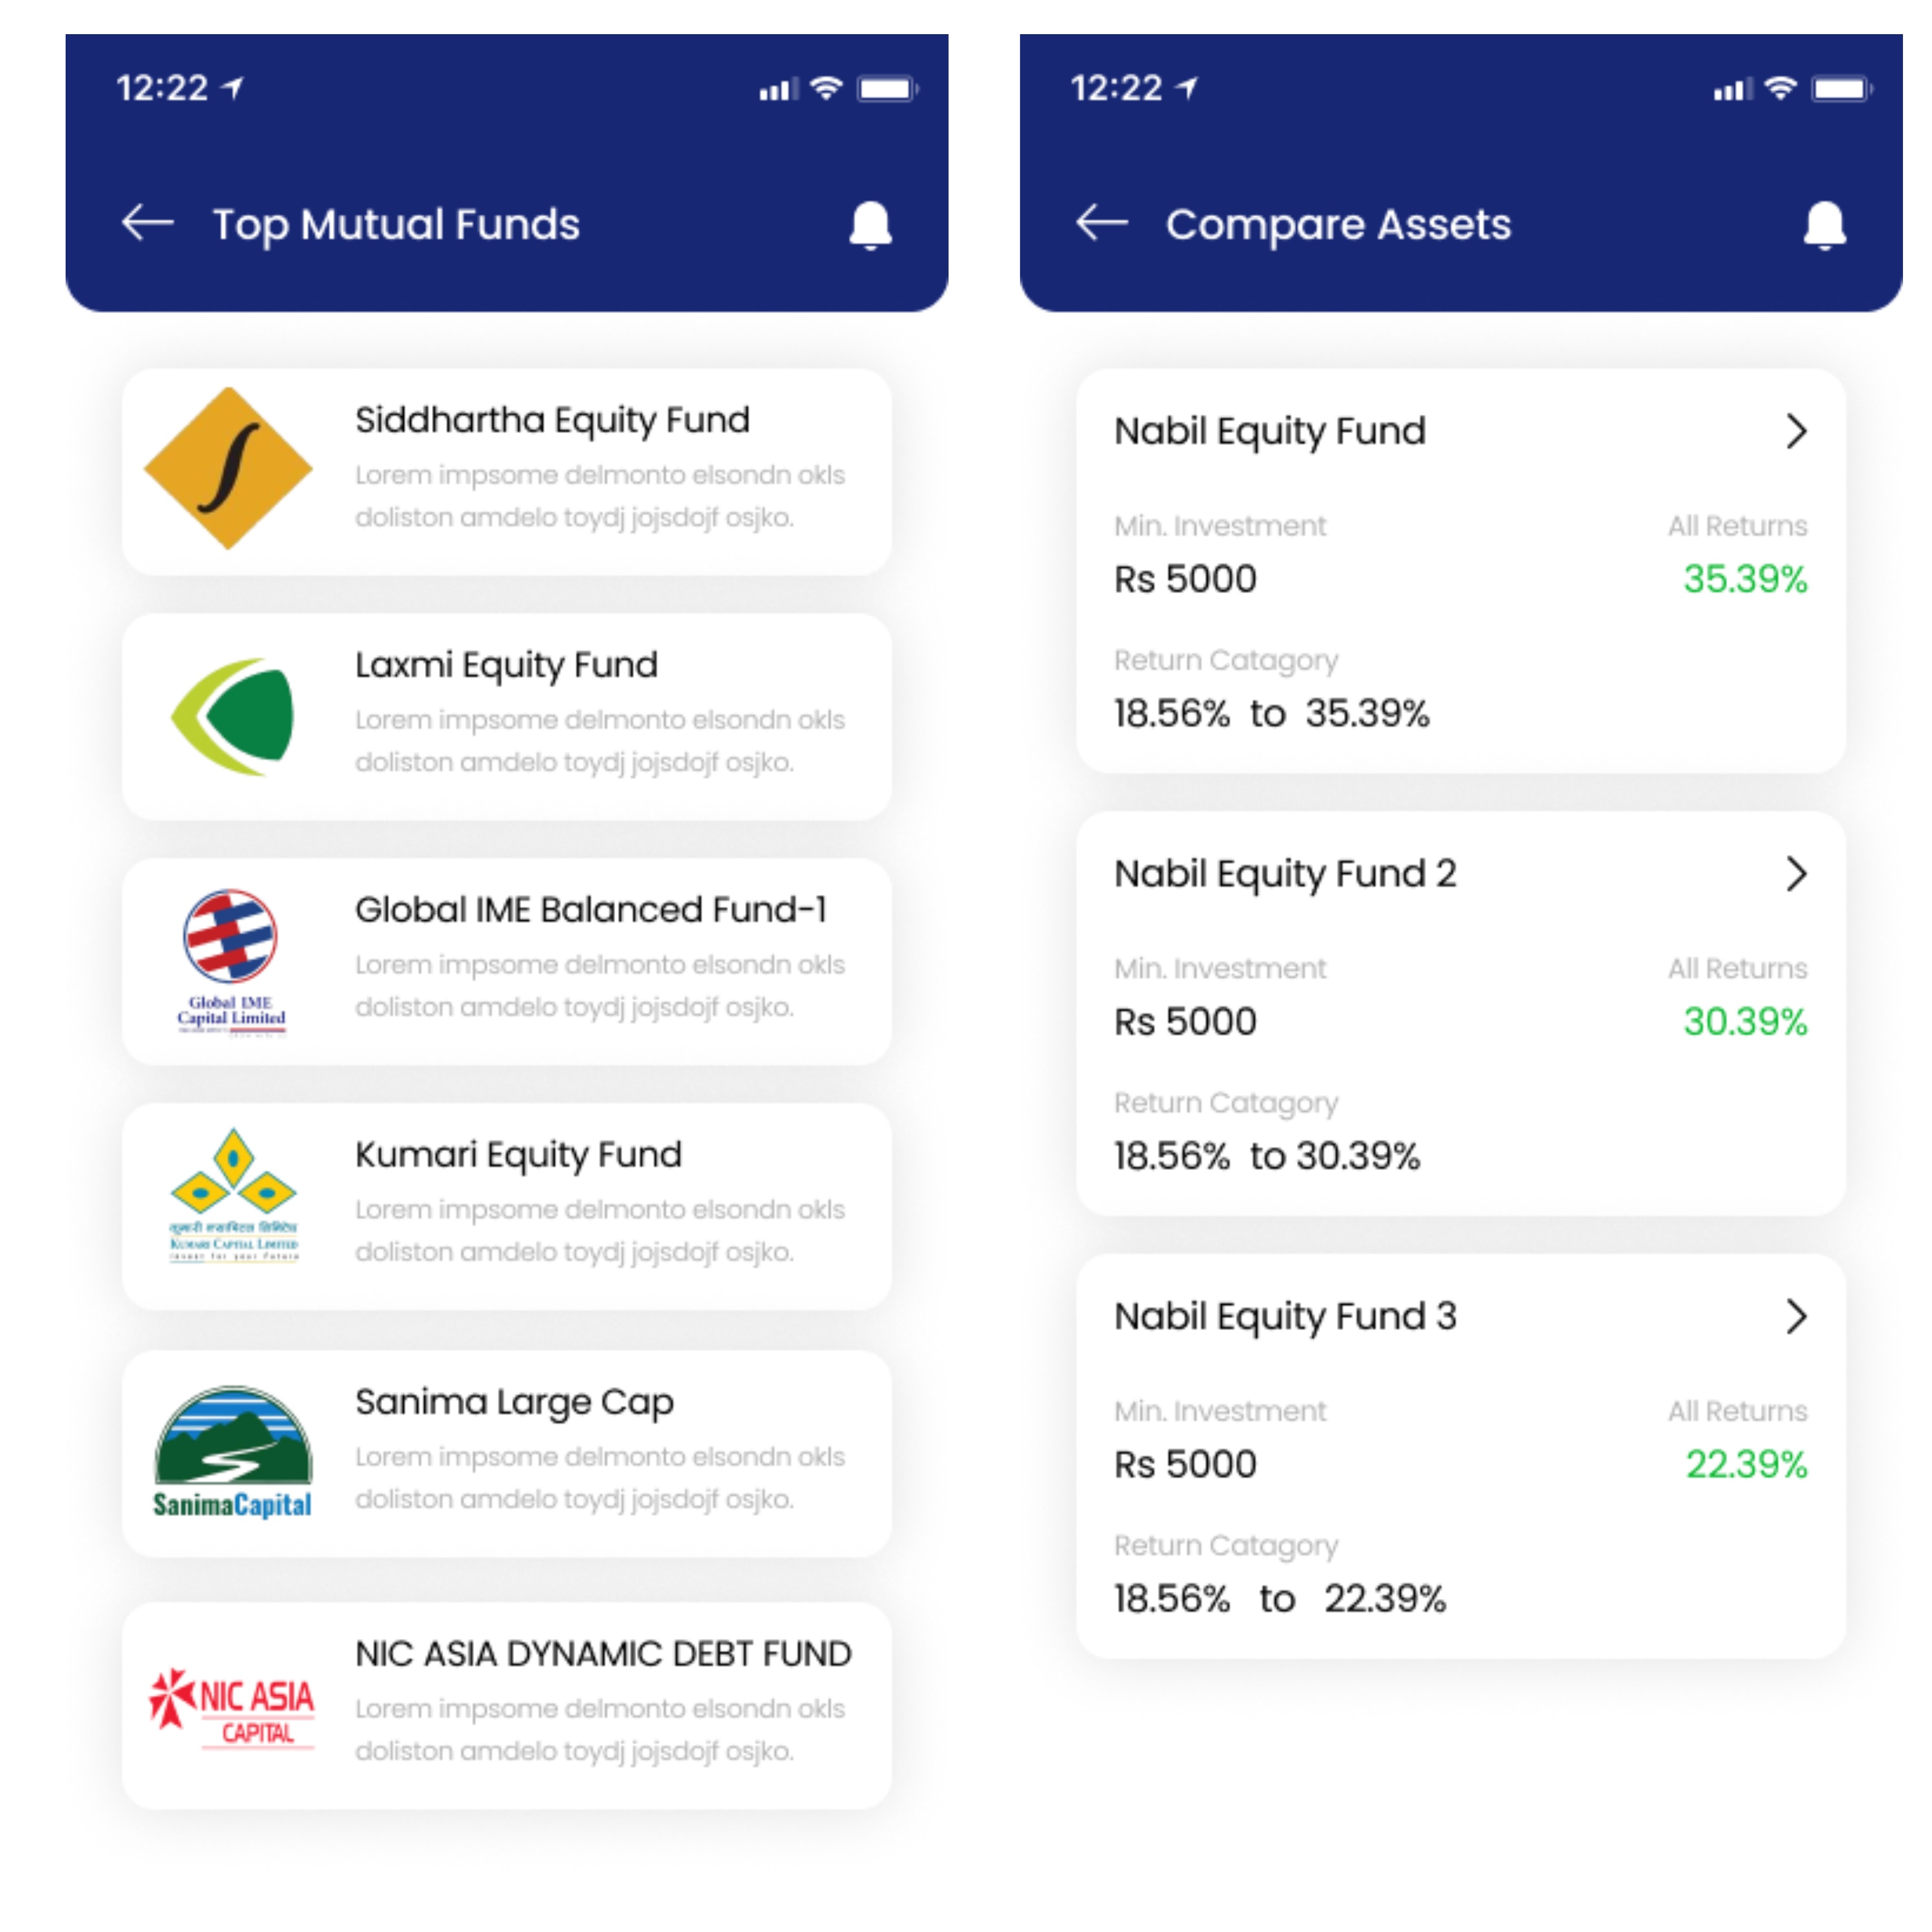 12:22
Top Mutual Funds
Siddhartha Equity Fund
Lorem impsome delmonto elsondn okls
doliston amdelo toydj jojsdojf osjko.
Laxmi Equity Fund
Lorem impsome delmonto elsondn okls
doliston amdelo toydj jojsdojf osjko.
Global IME
Capital Limited
Global IME Balanced Fund-1
Lorem impsome delmonto elsondn okls
doliston amdelo toydj jojsdojf osjko.
KUMARI CAPITAL LIMITED
Kumari Equity Fund
Lorem impsome delmonto elsondn okls
doliston amdelo toydj jojsdojf osjko.
SanimaCapital
Sanima Large Cap
Lorem impsome delmonto elsondn okls
doliston amdelo toydj jojsdojf osjko.
NIC ASIA
CAPITAL
NIC ASIA DYNAMIC DEBT FUND
Lorem impsome delmonto elsondn okls
doliston amdelo toydj jojsdojf osjko.
12:22
Compare Assets
Nabil Equity Fund
Min. Investment All Returns
Rs 5000 35.39%
Return Catagory
18.56% to 35.39%
Nabil Equity Fund 2
Min. Investment All Returns
Rs 5000 30.39%
Return Catagory
18.56% to 30.39%
Nabil Equity Fund 3
Min. Investment All Returns
Rs 5000 22.39%
Return Catagory
18.56% to 22.39%